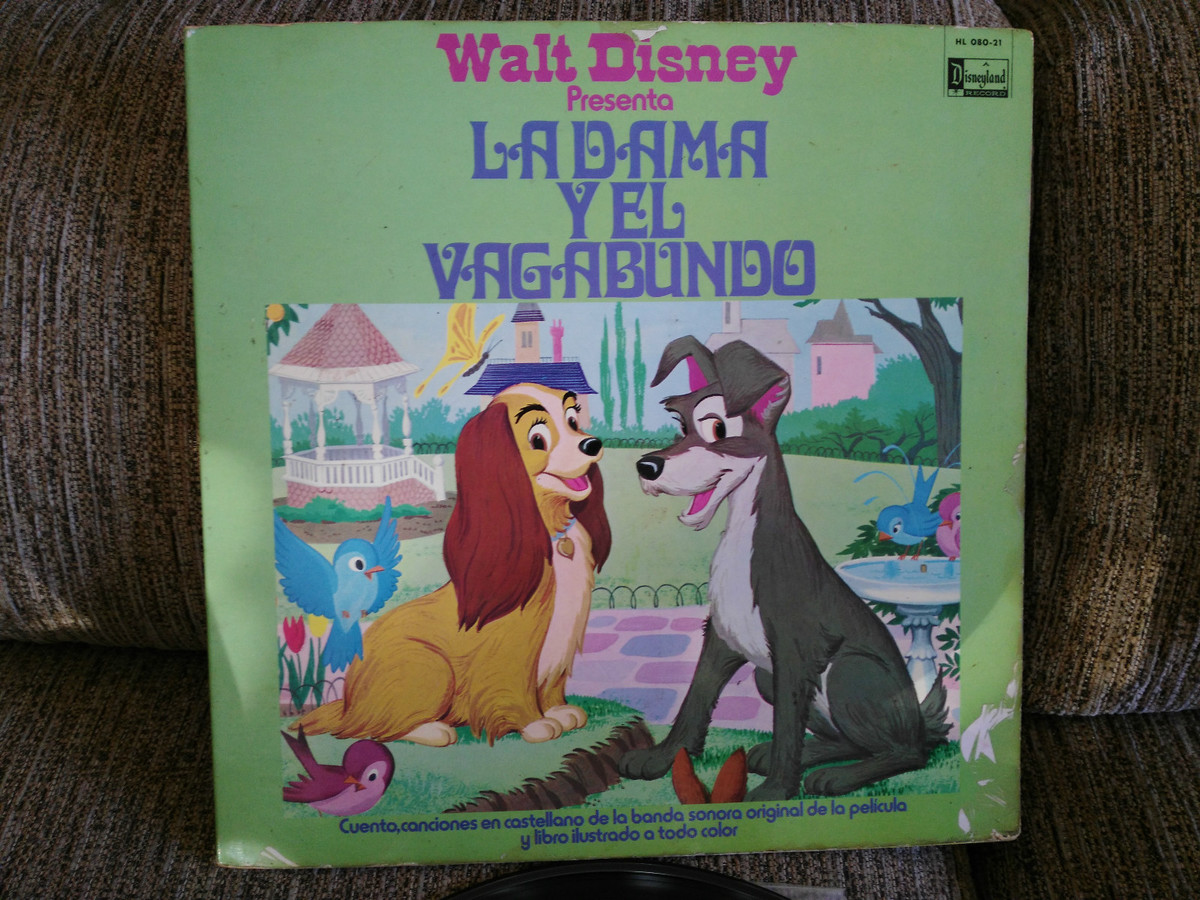 Walt Disney
Presenta
LA DAMA
Y EL
VAGABUNDO
HL 080-21
Disneyland
RECORD
Cuento,canciones en castellano de la banda sonora original de la película
y libro ilustrado a todo color